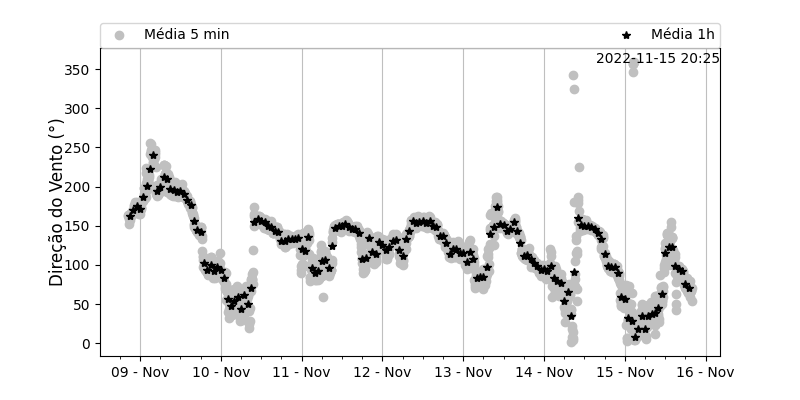 Média 5 min
Média 1h
2022-11-15 20:25
Direção do Vento (°)
350
300
250
200
150
100
50
0
09 - Nov
10 - Nov
11 - Nov
12 - Nov
13 - Nov
14 - Nov
15 - Nov
16 - Nov